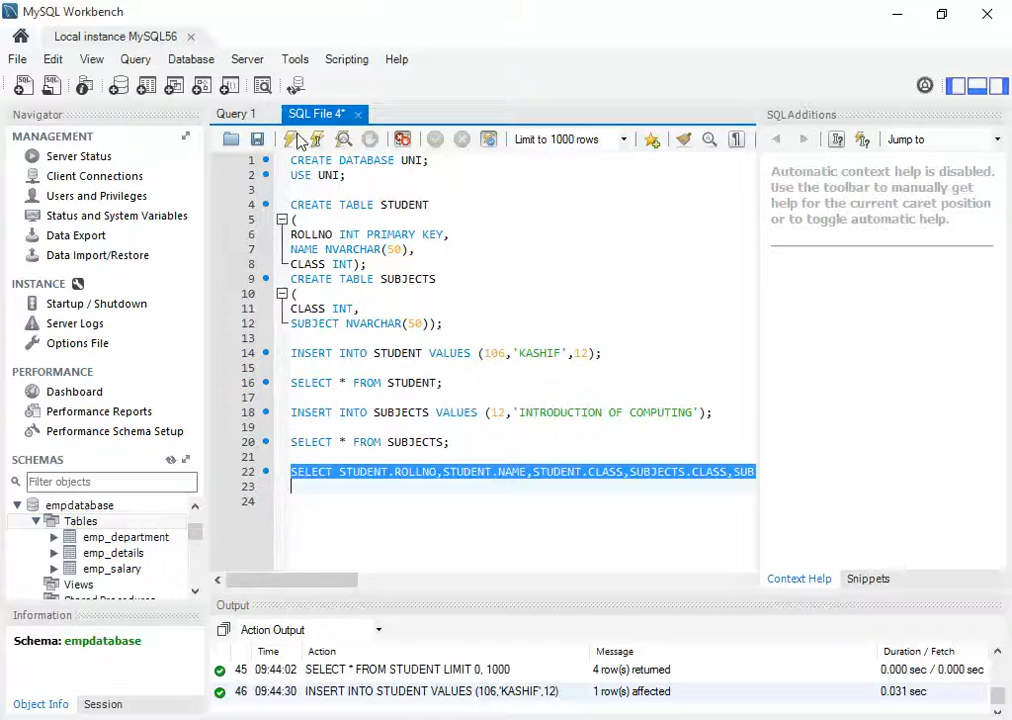 MySQL Workbench
Local instance MySQL56
File Edit View Query Database Server Tools Scripting Help
Navigator
MANAGEMENT
Server Status
Client Connections
Users and Privileges
Status and System Variables
Data Export
Data Import/Restore
INSTANCE
Startup / Shutdown
Server Logs
Options File
PERFORMANCE
Dashboard
Performance Reports
Performance Schema Setup
SCHEMAS
Filter objects
empdatabase
Tables
emp_department
emp_details
emp_salary
Views
Information
Schema: empdatabase
Object Info Session
Query 1 SQL File 4*
Limit to 1000 rows
1 CREATE DATABASE UNI;
2 USE UNI;
3
4 CREATE TABLE STUDENT
5 (
6 ROLLNO INT PRIMARY KEY,
7 NAME NVARCHAR(50),
8 CLASS INT);
9 CREATE TABLE SUBJECTS
10 (
11 CLASS INT,
12 SUBJECT NVARCHAR(50));
13
14 INSERT INTO STUDENT VALUES (106,'KASHIF',12);
15
16 SELECT * FROM STUDENT;
17
18 INSERT INTO SUBJECTS VALUES (12,'INTRODUCTION OF COMPUTING');
19
20 SELECT * FROM SUBJECTS;
21
22 SELECT STUDENT.ROLLNO,STUDENT.NAME,STUDENT.CLASS,SUBJECTS.CLASS,SUB
23
24
SQLAdditions
Jump to
Automatic context help is disabled.
Use the toolbar to manually get
help for the current caret position
or to toggle automatic help.
Context Help Snippets
Output
Action Output
Time Action Message Duration / Fetch
45 09:44:02 SELECT * FROM STUDENT LIMIT 0, 1000 4 row(s) returned 0.000 sec / 0.000 sec
46 09:44:30 INSERT INTO STUDENT VALUES (106,'KASHIF',12) 1 row(s) affected 0.031 sec